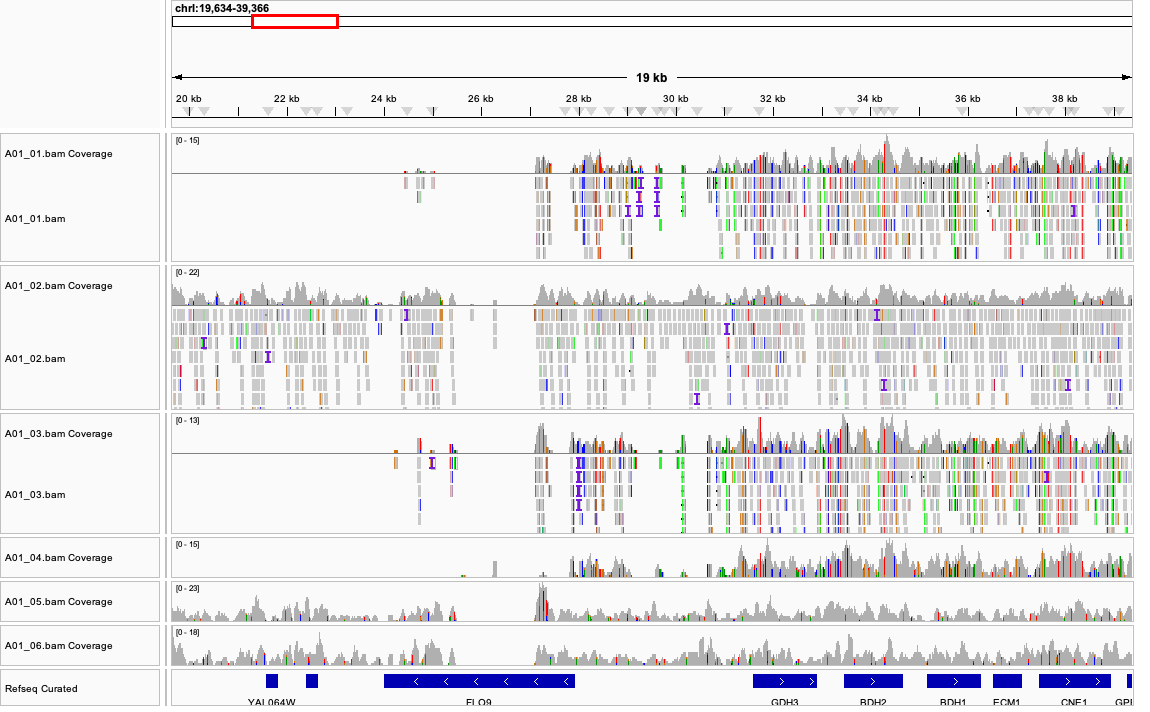 chrI:19,634-39,366
19 kb
20 kb 22 kb 24 kb 26 kb 28 kb 30 kb 32 kb 34 kb 36 kb 38 kb
[0 - 15]
A01_01.bam Coverage
A01_01.bam
[0 - 22]
A01_02.bam Coverage
A01_02.bam
[0 - 13]
A01_03.bam Coverage
A01_03.bam
[0 - 15]
A01_04.bam Coverage
[0 - 23]
A01_05.bam Coverage
[0 - 18]
A01_06.bam Coverage
Refseq Curated
YAL064W FLO9 GDH3 BDH2 BDH1 ECM1 CNE1